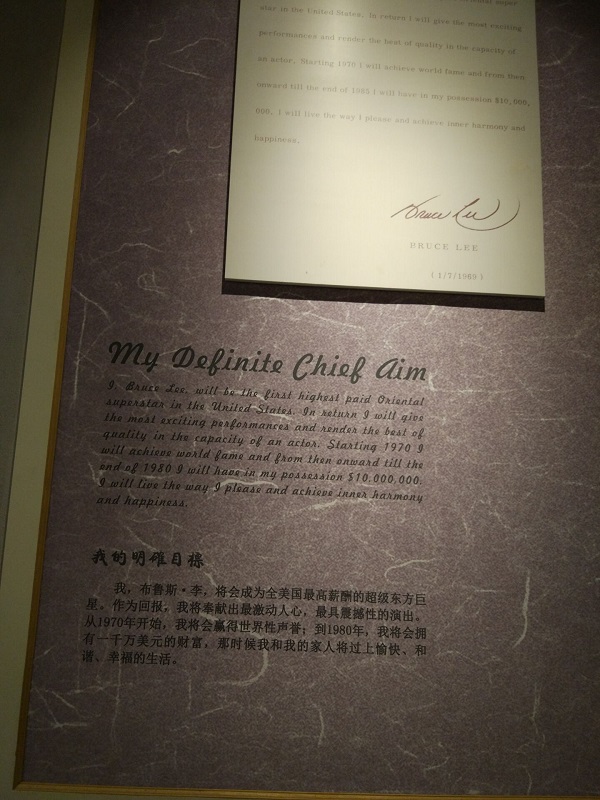 super
star in the United States. In return I will give the most exciting
performances and render the best of quality in the capacity of
an actor. Starting 1970 I will achieve world fame and from then
onward till the end of 1980 I will have in my possession $10,000,
000. I will live the way I please and achieve inner harmony and
happiness.
Bruce Lee
BRUCE LEE
(1/7/1969)
My Definite Chief Aim
I, Bruce Lee, will be the first highest paid Oriental
superstar in the United States. In return I will give
the most exciting performances and render the best of
quality in the capacity of an actor. Starting 1970 I
will achieve world fame and from then onward till the
end of 1980 I will have in my possession $10,000,000.
I will live the way I please and achieve inner harmony
and happiness.
我的明確目標
我，布鲁斯·李，将会成为全美国最高薪酬的超级东方巨
星。作为回报，我将奉献出最激动人心，最具震撼性的演出。
从1970年开始，我将会赢得世界性声誉；到1980年，我将会拥
有一千万美元的财富，那时候我和我的家人将过上愉快、和
谐、幸福的生活。